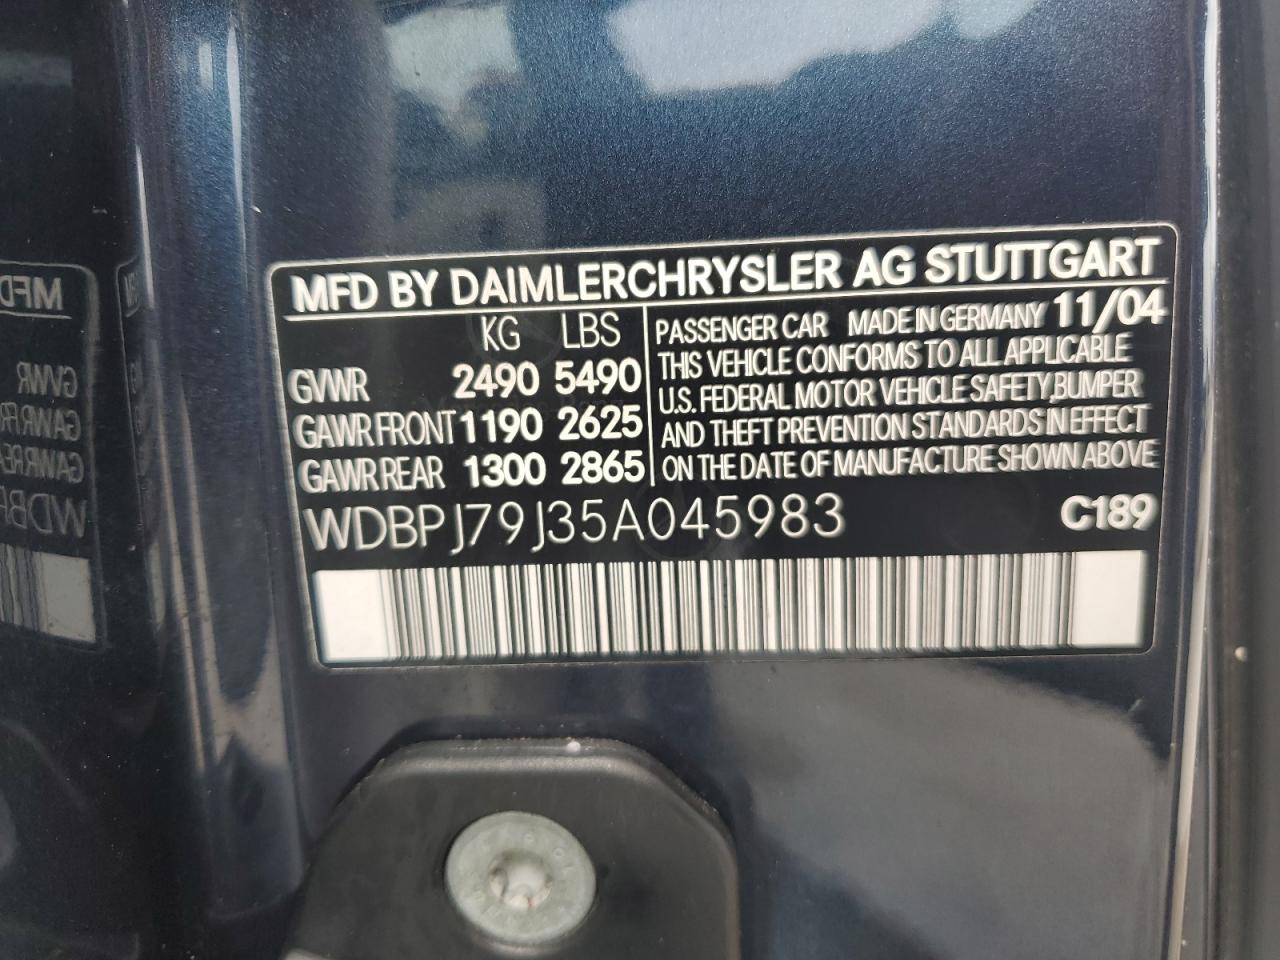 MFD BY DAIMLERCHRYSLER AG STUTTGART
KG LBS
GVWR 2490 5490
GAWR FRONT 1190 2625
GAWR REAR 1300 2865
PASSENGER CAR MADE IN GERMANY 11/04
THIS VEHICLE CONFORMS TO ALL APPLICABLE
U.S. FEDERAL MOTOR VEHICLE SAFETY, BUMPER
AND THEFT PREVENTION STANDARDS IN EFFECT
ON THE DATE OF MANUFACTURE SHOWN ABOVE
WDBPJ79J35A045983 C189